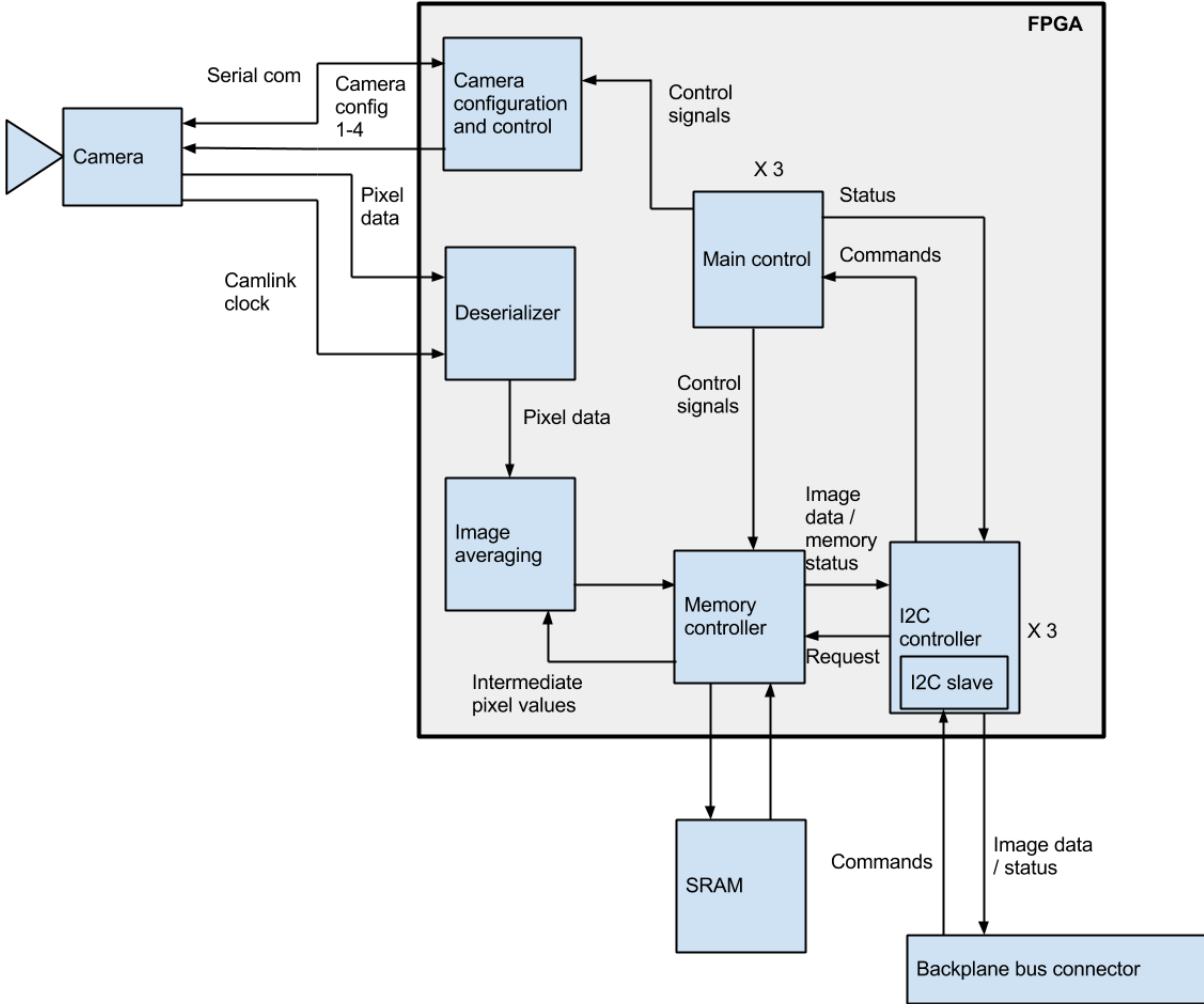 FPGA
Serial com
Camera
config
1-4
Camera
configuration
and control
Control
signals
Camera
X 3
Pixel
data
Status
Main control
Commands
Camlink
clock
Deserializer
Control
signals
Pixel data
Image
averaging
Image
data /
memory
status
Memory
controller
I2C
controller
X 3
Request
I2C slave
Intermediate
pixel values
SRAM
Commands
Image data
/ status
Backplane bus connector